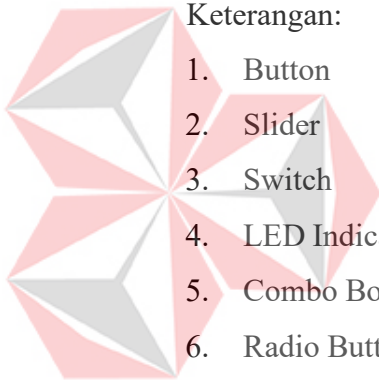 Keterangan:
1. Button
2. Slider
3. Switch
4. LED Indic
5. Combo Bo
6. Radio Butt